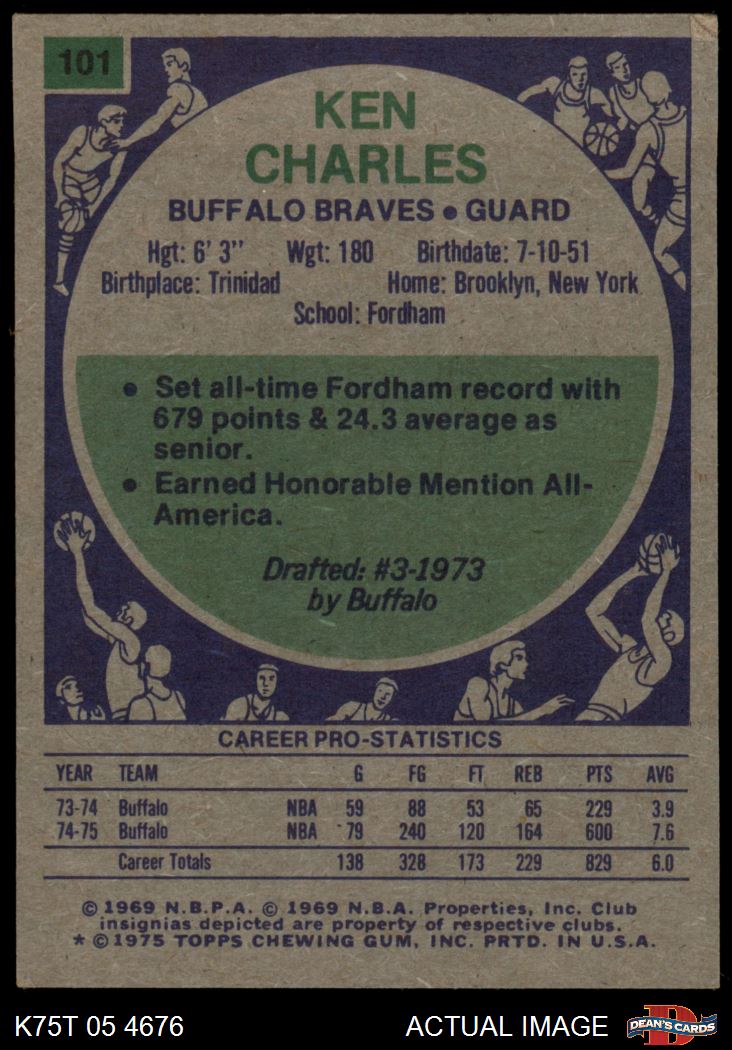 101
KEN
CHARLES
BUFFALO BRAVES • GUARD
Hgt: 6' 3" Wgt: 180 Birthdate: 7-10-51
Birthplace: Trinidad Home: Brooklyn, New York
School: Fordham
• Set all-time Fordham record with
679 points & 24.3 average as
senior.
• Earned Honorable Mention All-
America.
Drafted: #3-1973
by Buffalo
CAREER PRO-STATISTICS
YEAR TEAM G FG FT REB PTS AVG
73-74 Buffalo NBA 59 88 53 65 229 3.9
74-75 Buffalo NBA 79 240 120 164 600 7.6
Career Totals 138 328 173 229 829 6.0
© 1969 N.B.P.A. © 1969 N.B.A. Properties, Inc. Club
insignias depicted are property of respective clubs.
* © 1975 TOPPS CHEWING GUM, INC. PRTD. IN U.S.A.
K75T 05 4676 ACTUAL IMAGE DEAN'S CARDS